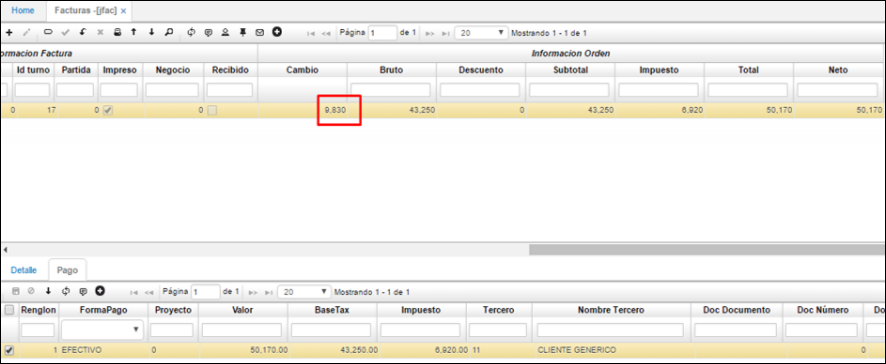 Home Facturas -[jfac] x
Página 1 de 1 20 Mostrando 1 - 1 de 1
ormacion Factura Informacion Orden
Id turno Partida Impreso Negocio Recibido Cambio Bruto Descuento Subtotal Impuesto Total Neto
0 17 0 0 9,830 43,250 0 43,250 6,920 50,170 50,170
Detalle Pago
Página 1 de 1 20 Mostrando 1 - 1 de 1
Renglon FormaPago Proyecto Valor BaseTax Impuesto Tercero Nombre Tercero Doc Documento Doc Número Do
1 EFECTIVO 0 50,170.00 43,250.00 6,920.00 11 CLIENTE GENERICO 0